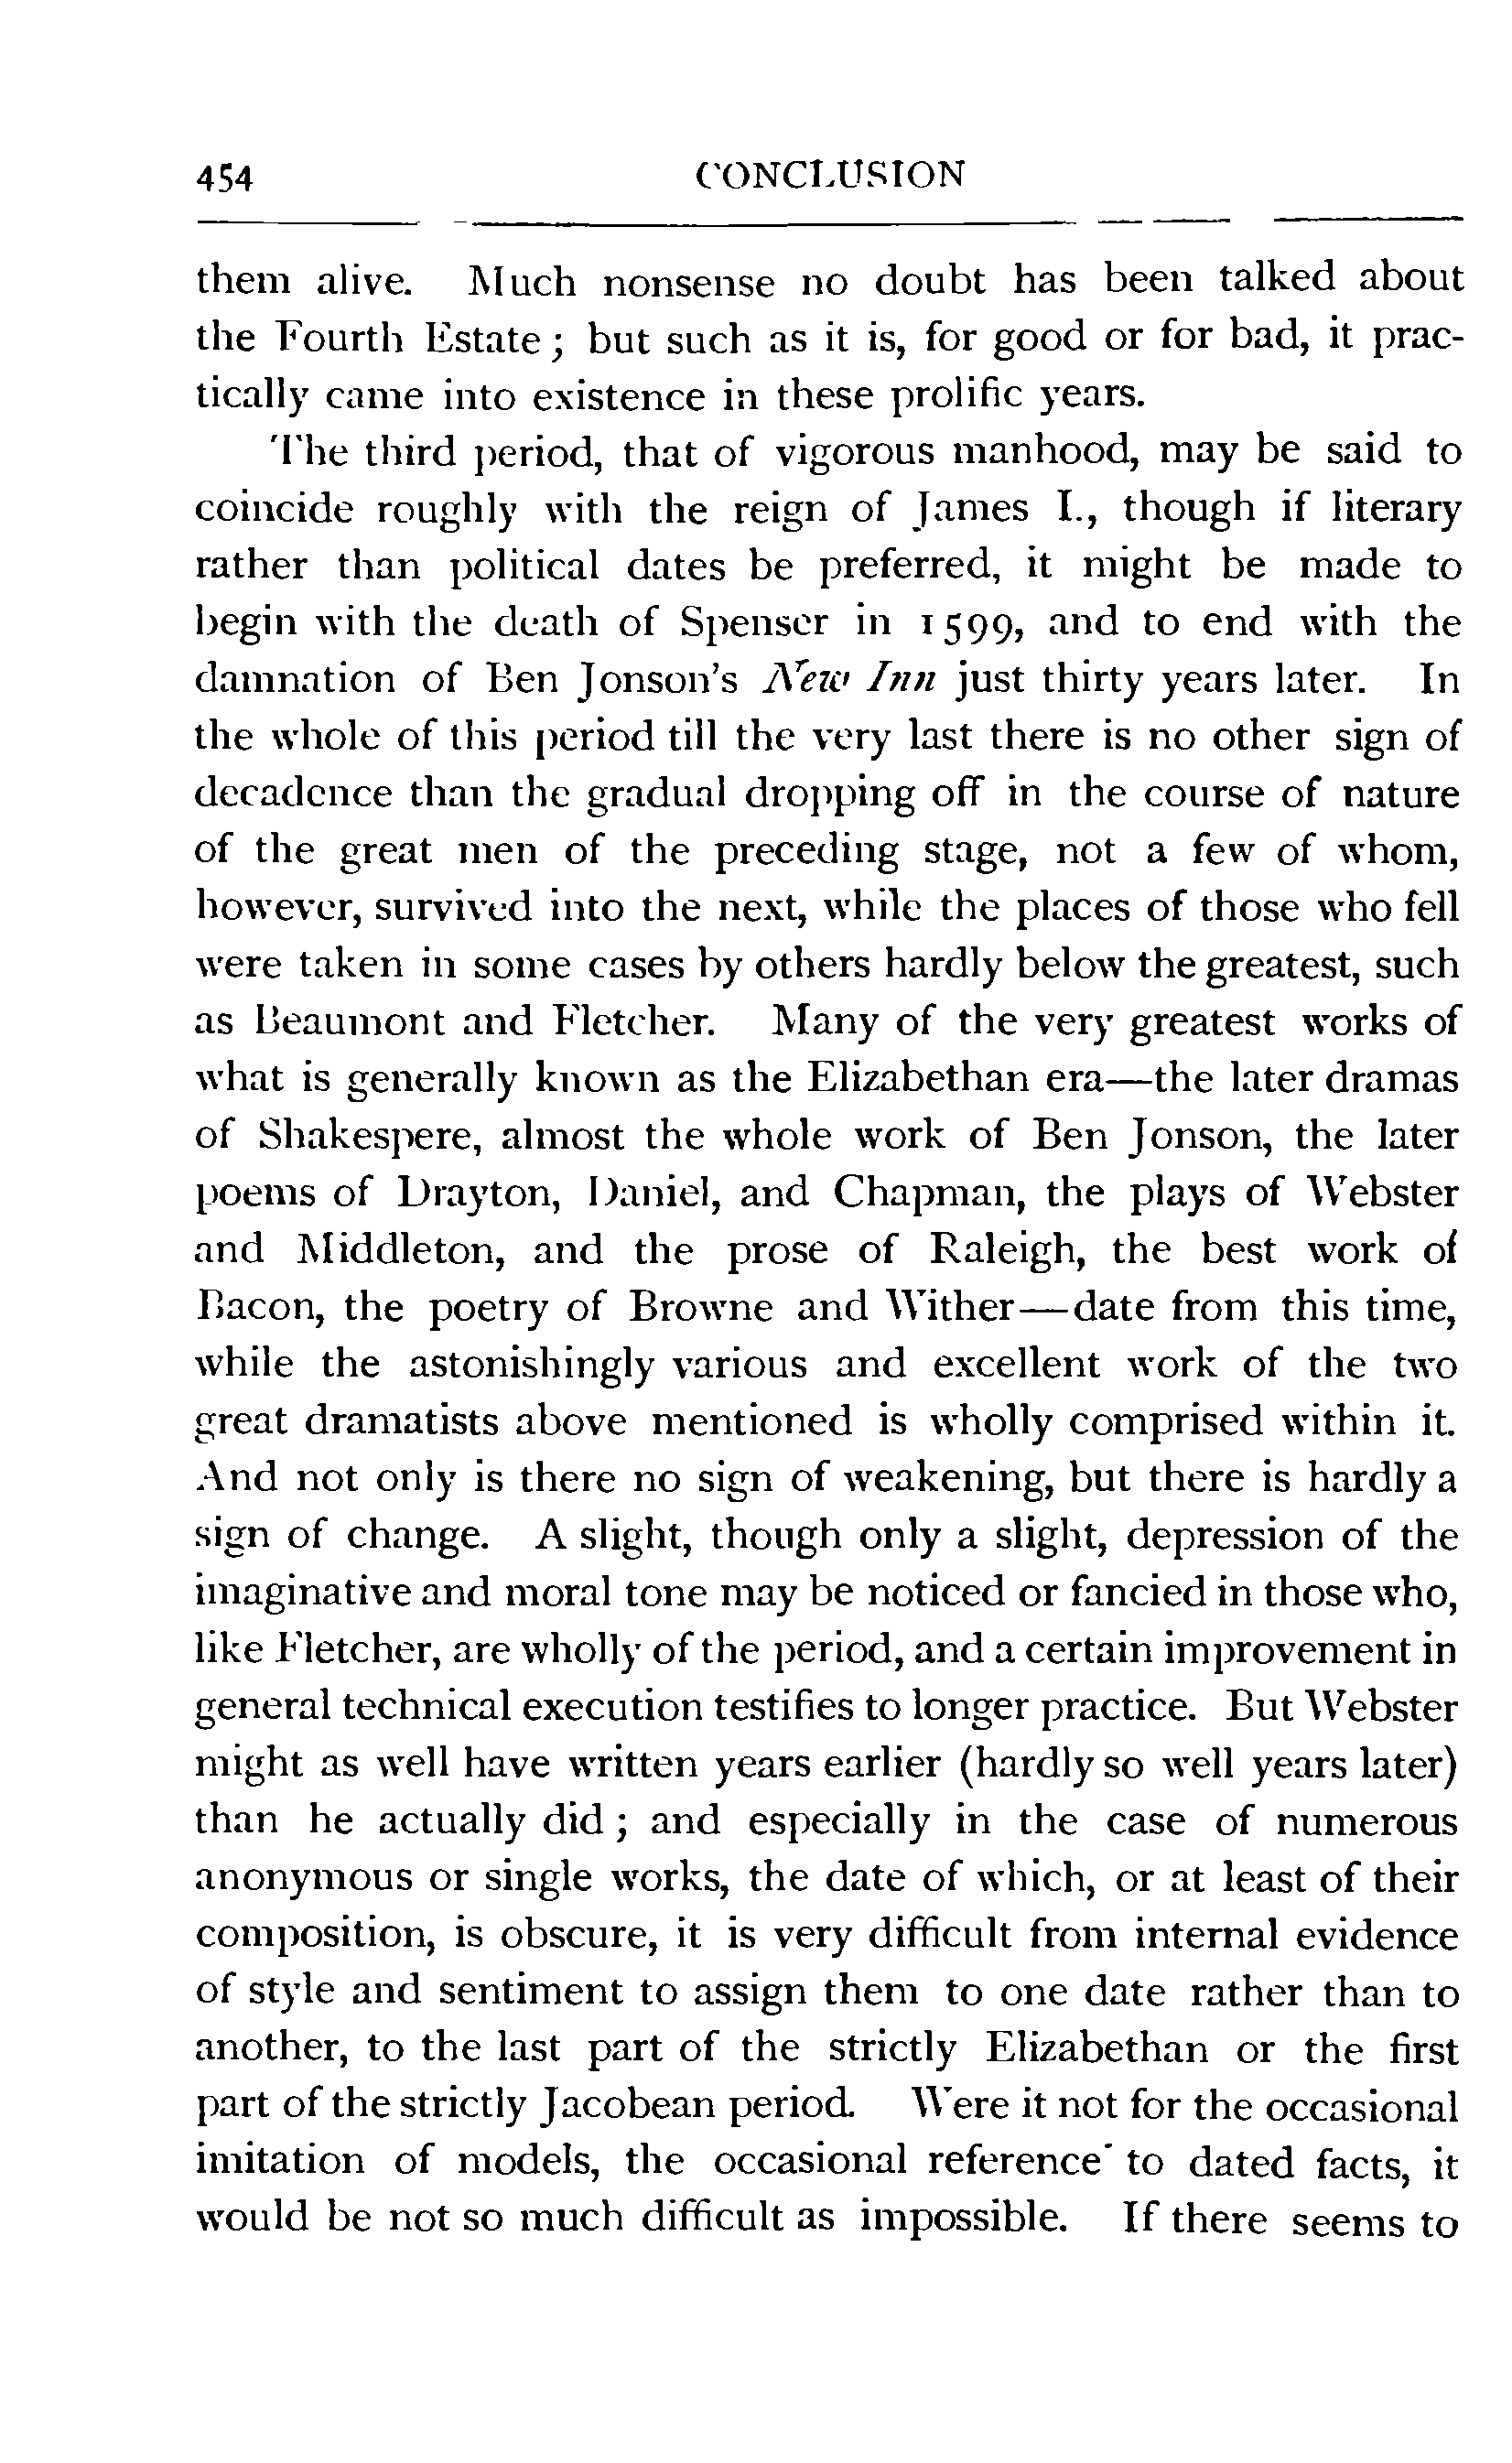 454 CONCLUSION
them alive. Much nonsense no doubt has been talked about
the Fourth Estate; but such as it is, for good or for bad, it prac-
tically came into existence in these prolific years.
The third period, that of vigorous manhood, may be said to
coincide roughly with the reign of James I., though if literary
rather than political dates be preferred, it might be made to
begin with the death of Spenser in 1599, and to end with the
damnation of Ben Jonson's New Inn just thirty years later. In
the whole of this period till the very last there is no other sign of
decadence than the gradual dropping off in the course of nature
of the great men of the preceding stage, not a few of whom,
however, survived into the next, while the places of those who fell
were taken in some cases by others hardly below the greatest, such
as Beaumont and Fletcher. Many of the very greatest works of
what is generally known as the Elizabethan era—the later dramas
of Shakespere, almost the whole work of Ben Jonson, the later
poems of Drayton, Daniel, and Chapman, the plays of Webster
and Middleton, and the prose of Raleigh, the best work of
Bacon, the poetry of Browne and Wither—date from this time,
while the astonishingly various and excellent work of the two
great dramatists above mentioned is wholly comprised within it.
And not only is there no sign of weakening, but there is hardly a
sign of change. A slight, though only a slight, depression of the
imaginative and moral tone may be noticed or fancied in those who,
like Fletcher, are wholly of the period, and a certain improvement in
general technical execution testifies to longer practice. But Webster
might as well have written years earlier (hardly so well years later)
than he actually did; and especially in the case of numerous
anonymous or single works, the date of which, or at least of their
composition, is obscure, it is very difficult from internal evidence
of style and sentiment to assign them to one date rather than to
another, to the last part of the strictly Elizabethan or the first
part of the strictly Jacobean period. Were it not for the occasional
imitation of models, the occasional reference to dated facts, it
would be not so much difficult as impossible. If there seems to